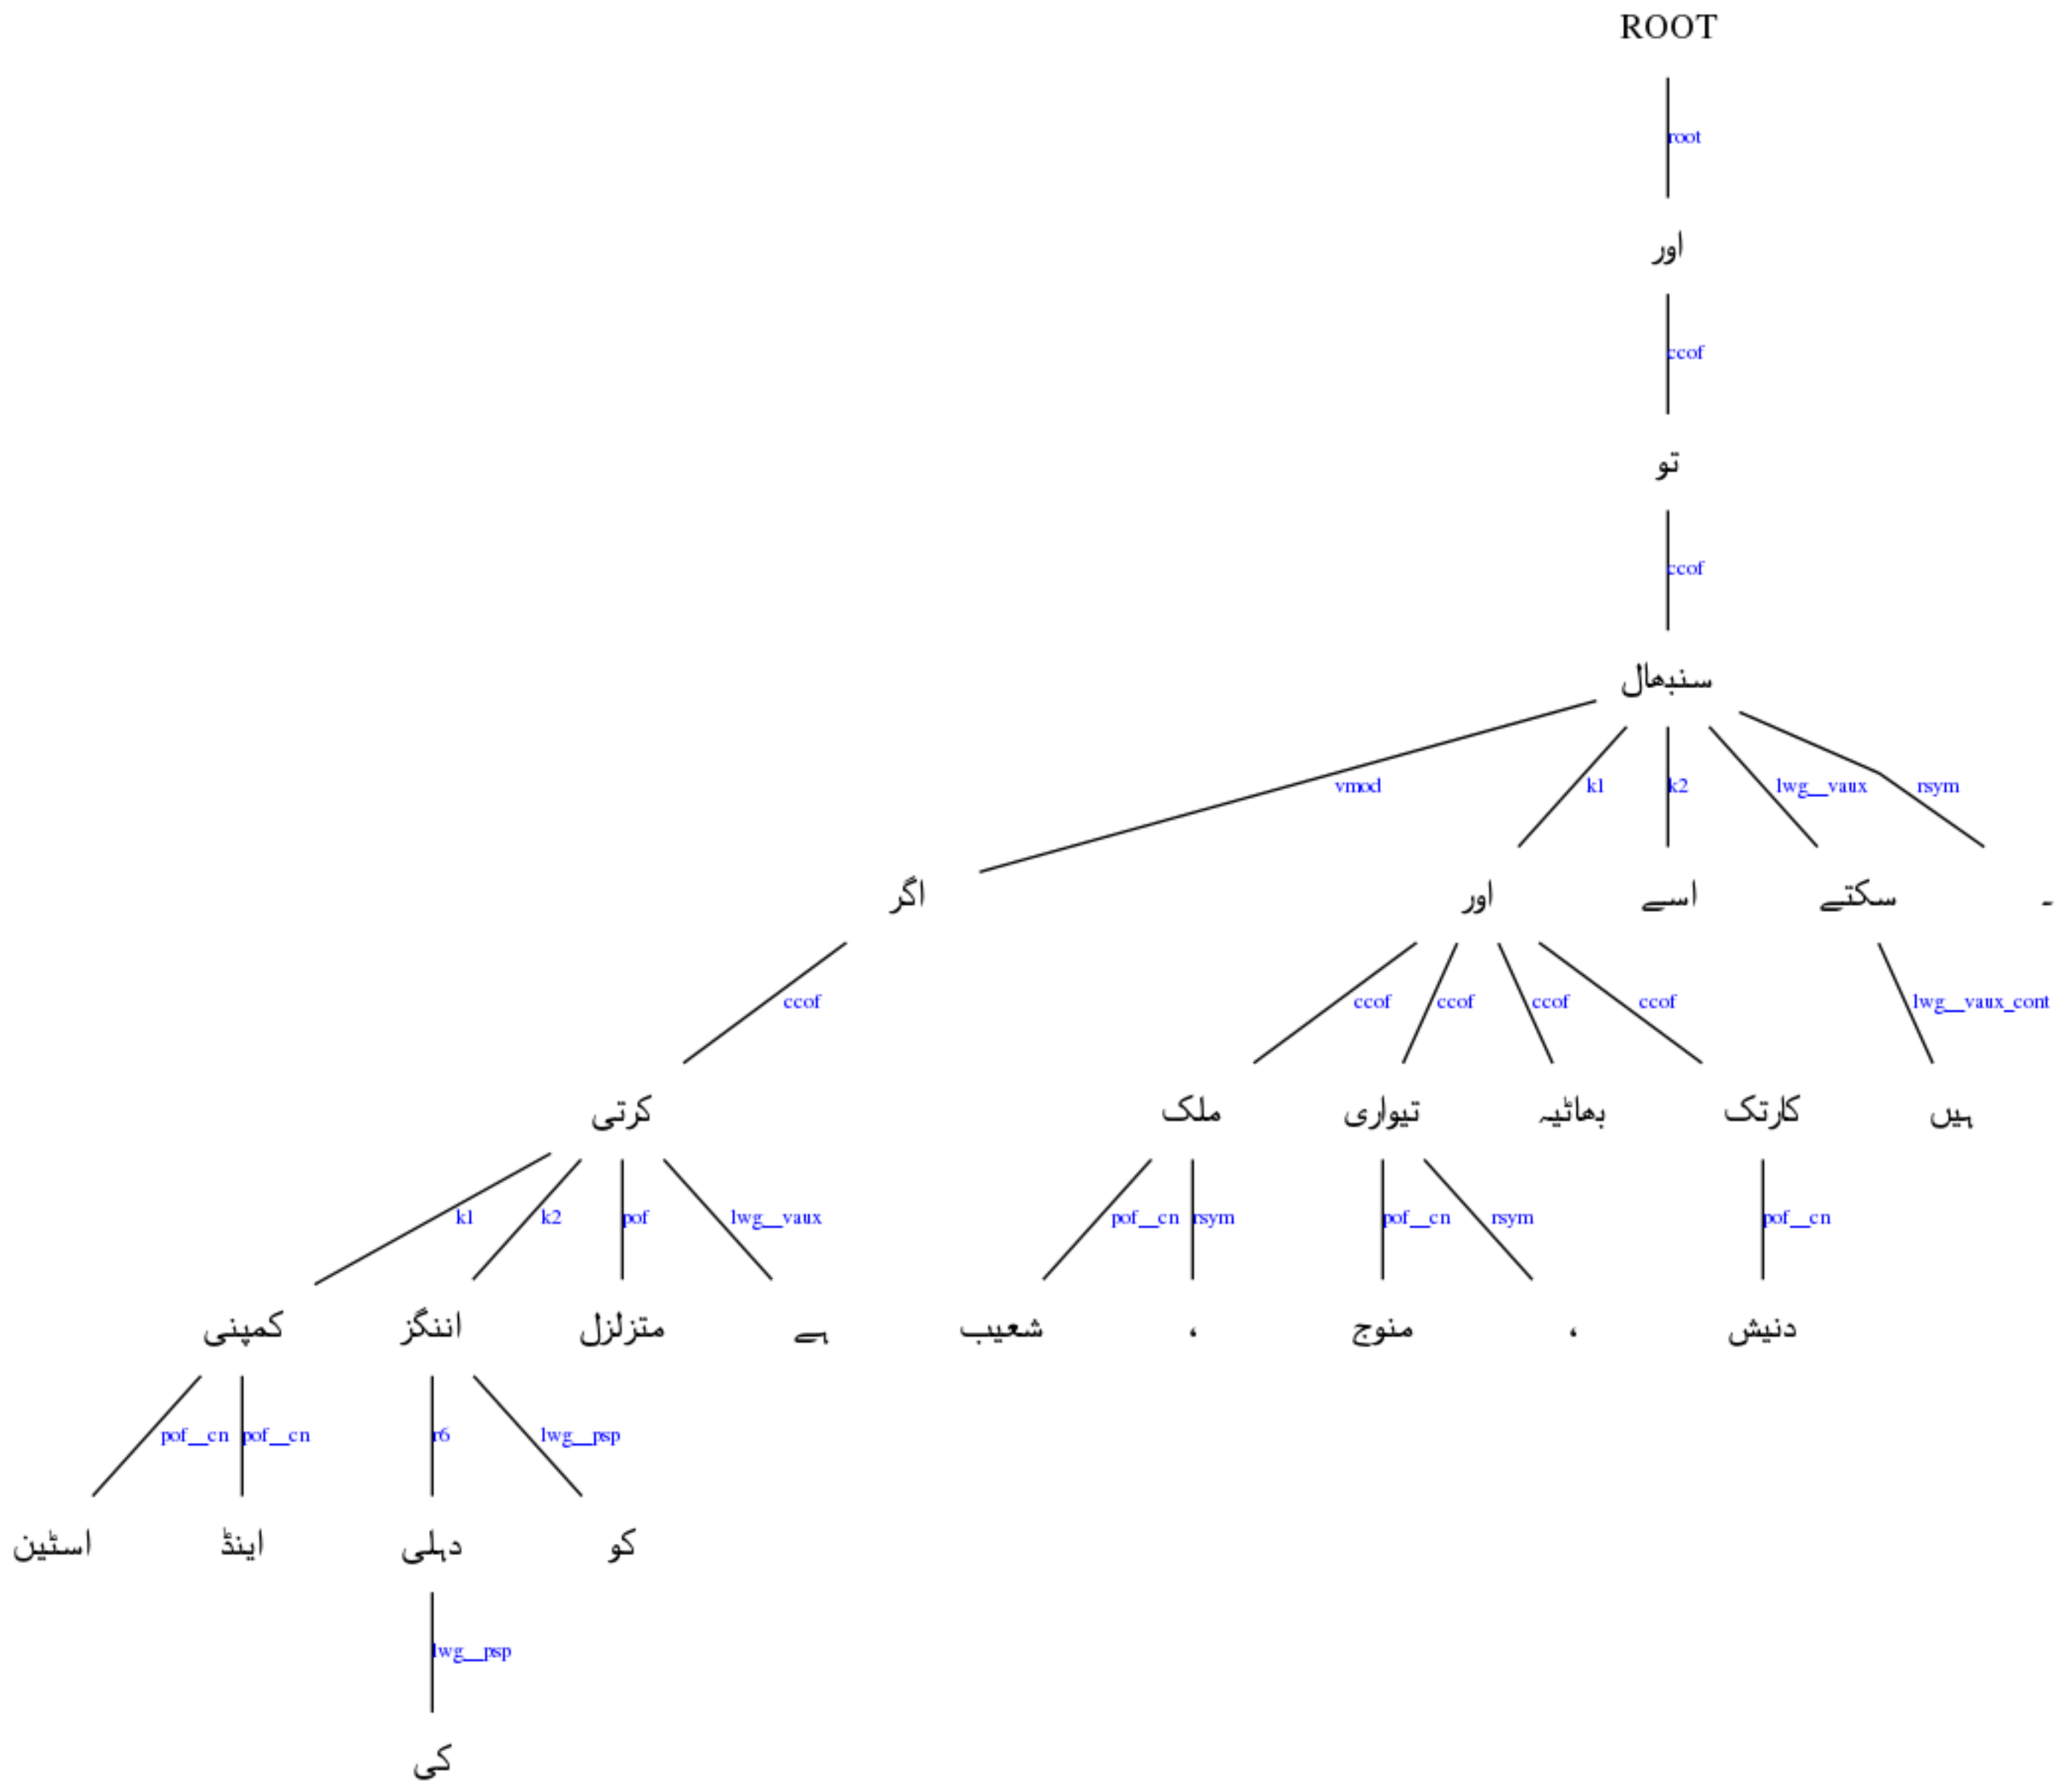 ROOT
root
اور
ccof
تو
ccof
سنبھال
vmod k1 k2 lwg__vaux rsym
اگر اور اسے سکتے ۔
ccof ccof ccof ccof ccof lwg__vaux_cont
کرتی ملک تیواری بھاٹیہ کارتک ہیں
k1 k2 pof lwg__vaux pof__cn rsym pof__cn rsym pof__cn
کمپنی اننگز متزلزل ہے شعیب ، منوج ، دنیش
pof__cn pof__cn r6 lwg__psp
اسٹین اینڈ دہلی کو
lwg__psp
کی